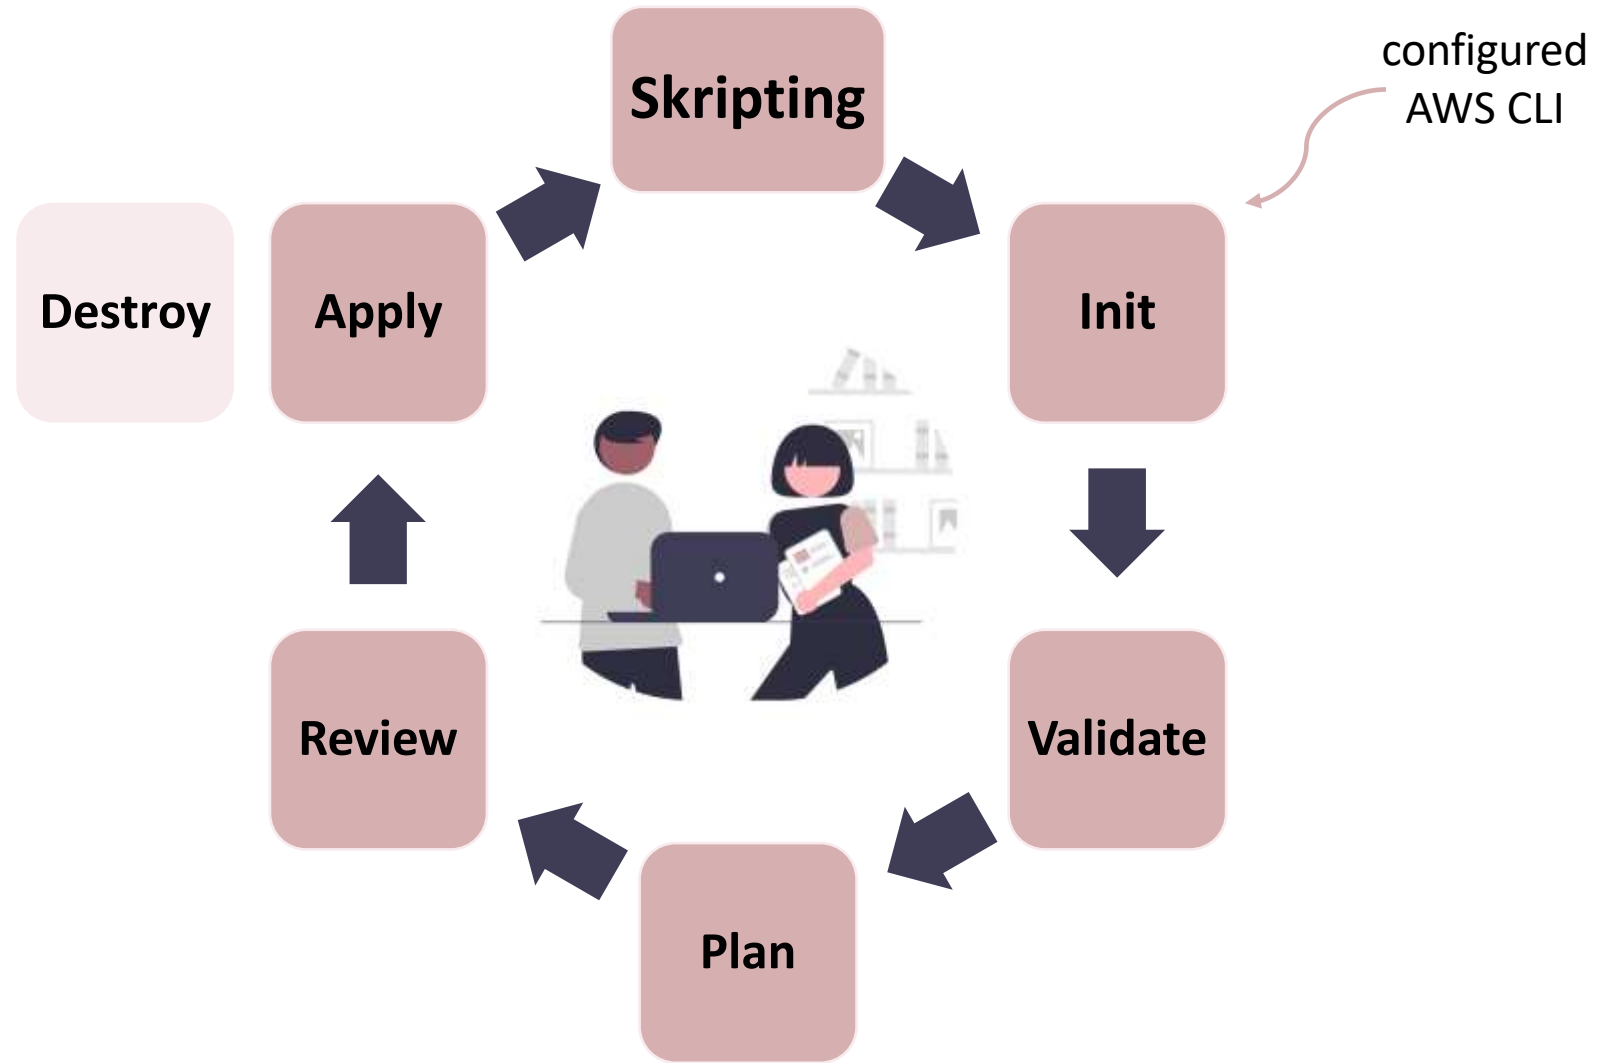 Skripting
configured
AWS CLI
Destroy
Apply
Init
Review
Validate
Plan